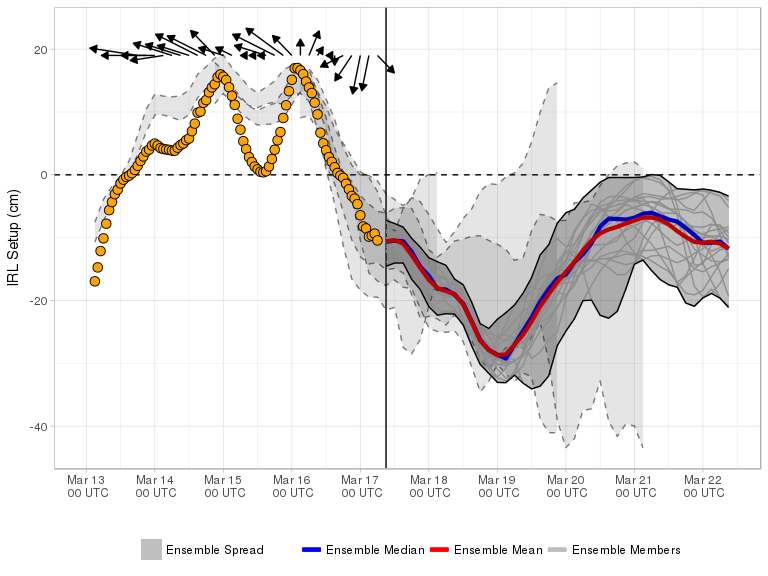 IRL Setup (cm)
20
0
-20
-40
Mar 13 Mar 14 Mar 15 Mar 16 Mar 17 Mar 18 Mar 19 Mar 20 Mar 21 Mar 22
00 UTC 00 UTC 00 UTC 00 UTC 00 UTC 00 UTC 00 UTC 00 UTC 00 UTC 00 UTC
Ensemble Spread Ensemble Median Ensemble Mean Ensemble Members